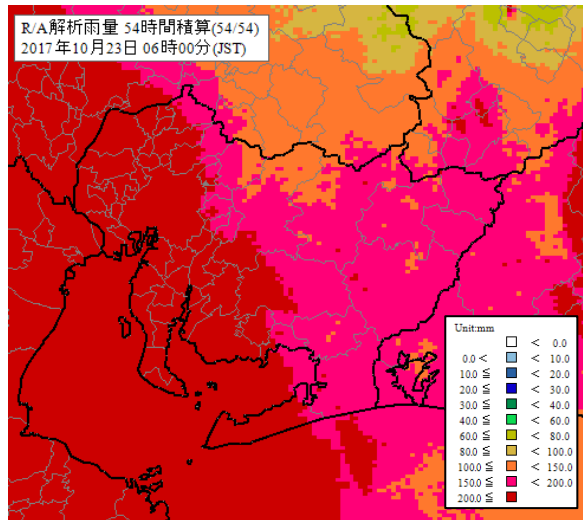 R/A解析雨量 54時間積算(54/54)
2017年10月23日 06時00分(JST)
Unit:mm
< 0.0
0.0 < < 10.0
10.0 ≦ < 20.0
20.0 ≦ < 30.0
30.0 ≦ < 40.0
40.0 ≦ < 60.0
60.0 ≦ < 80.0
80.0 ≦ < 100.0
100.0 ≦ < 150.0
150.0 ≦ < 200.0
200.0 ≦